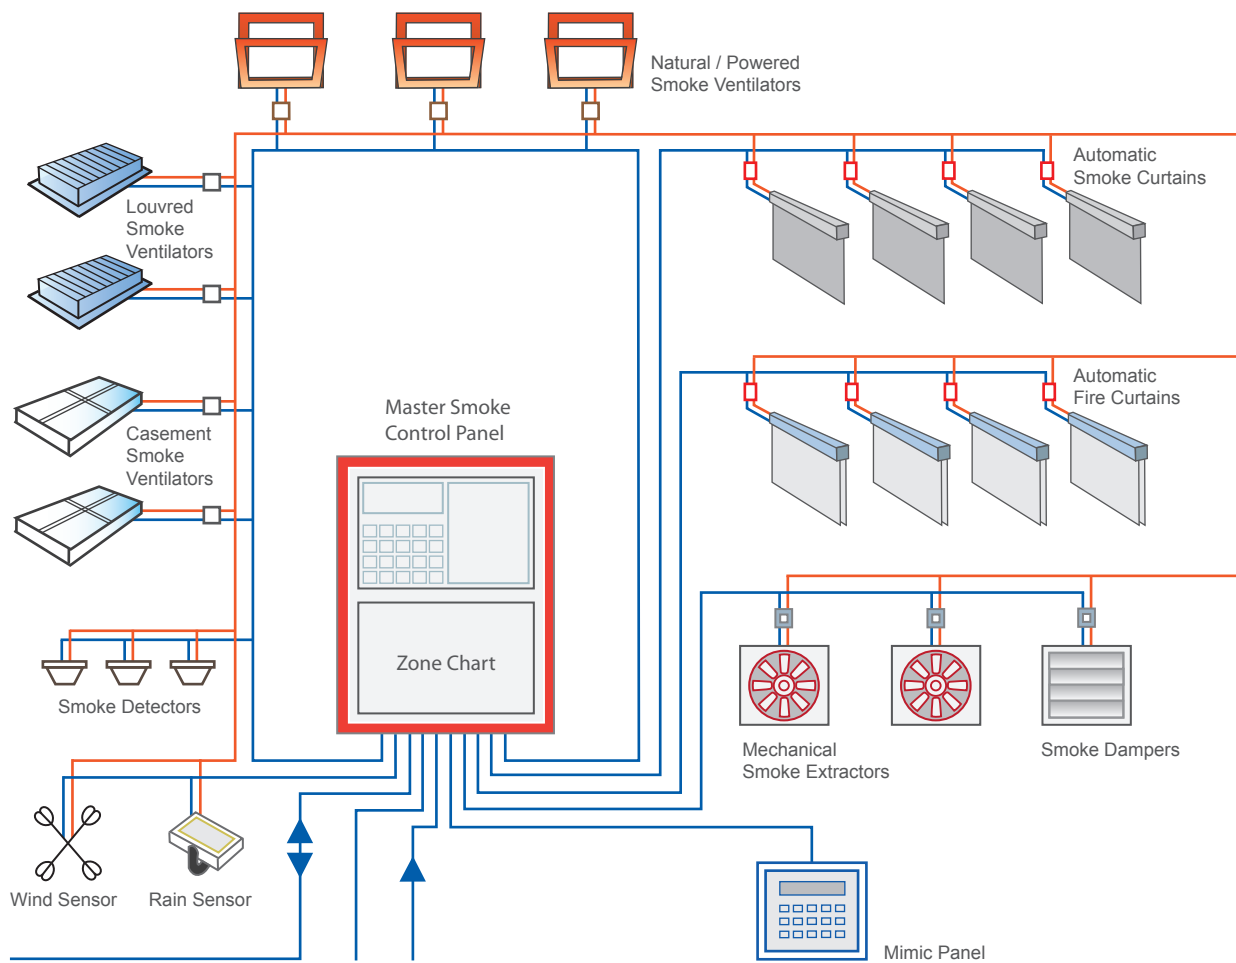 Natural / Powered
Smoke Ventilators
Automatic
Smoke Curtains
Louvred
Smoke
Ventilators
Automatic
Fire Curtains
Master Smoke
Control Panel
Casement
Smoke
Ventilators
Zone Chart
Smoke Detectors
Mechanical
Smoke Extractors
Smoke Dampers
Wind Sensor
Rain Sensor
Mimic Panel